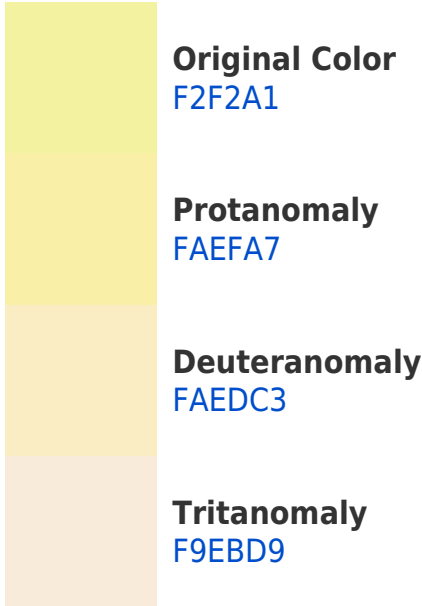 Original Color
F2F2A1
Protanomaly
FAEFA7
Deuteranomaly
FAEDC3
Tritanomaly
F9EBD9